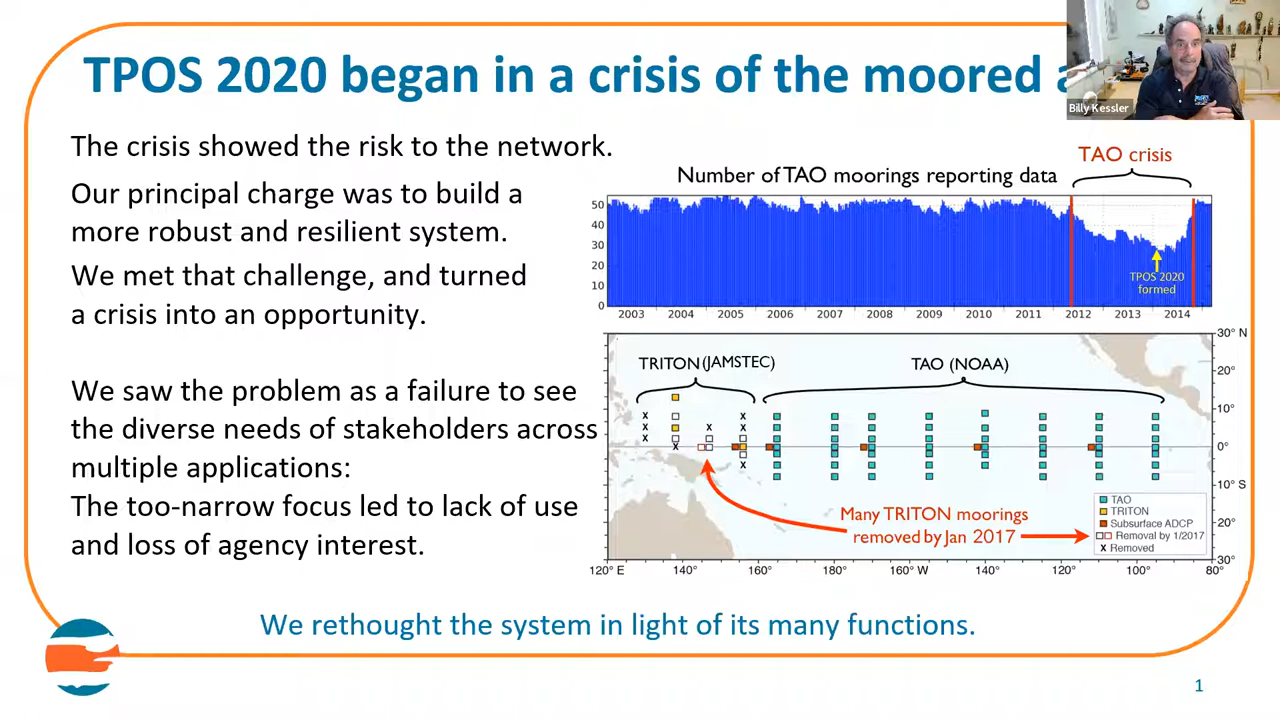 TPOS 2020 began in a crisis of the moored
Billy Kessler
The crisis showed the risk to the network.
Our principal charge was to build a
more robust and resilient system.
We met that challenge, and turned
a crisis into an opportunity.
We saw the problem as a failure to see
the diverse needs of stakeholders across
multiple applications:
The too-narrow focus led to lack of use
and loss of agency interest.
TAO crisis
Number of TAO moorings reporting data
50
40
30
20
10
0
TPOS 2020
formed
2003 2004 2005 2006 2007 2008 2009 2010 2011 2012 2013 2014
TRITON (JAMSTEC)
TAO (NOAA)
30° N
20°
10°
0°
10° S
20°
30°
x x x x x x x x x
Many TRITON moorings
removed by Jan 2017
TAO
TRITON
Subsurface ADCP
Removal by 1/2017
x Removed
120° E 140° 160° 180° 160° W 140° 120° 100° 80°
We rethought the system in light of its many functions.
1